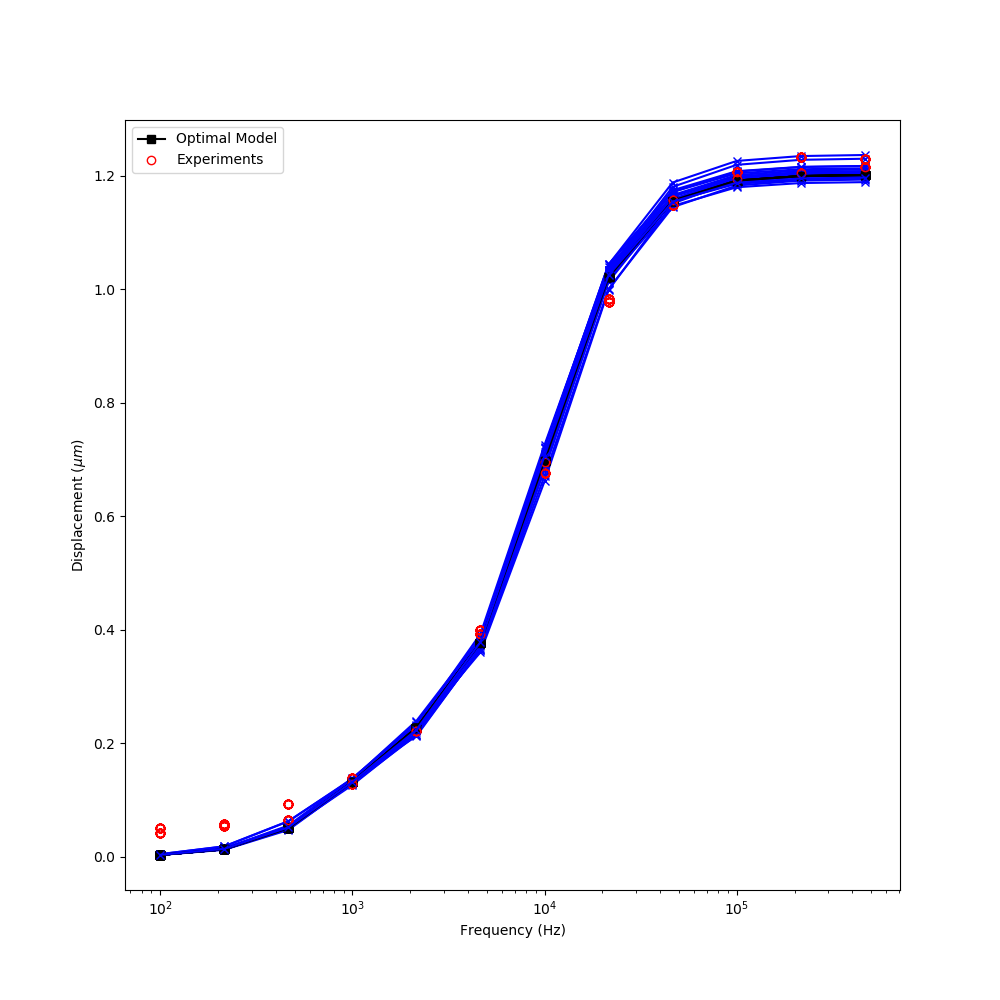 Optimal Model
Experiments
1.2
1.0
0.8
0.6
0.4
0.2
0.0
Displacement (μm)
10² 10³ 10⁴ 10⁵
Frequency (Hz)